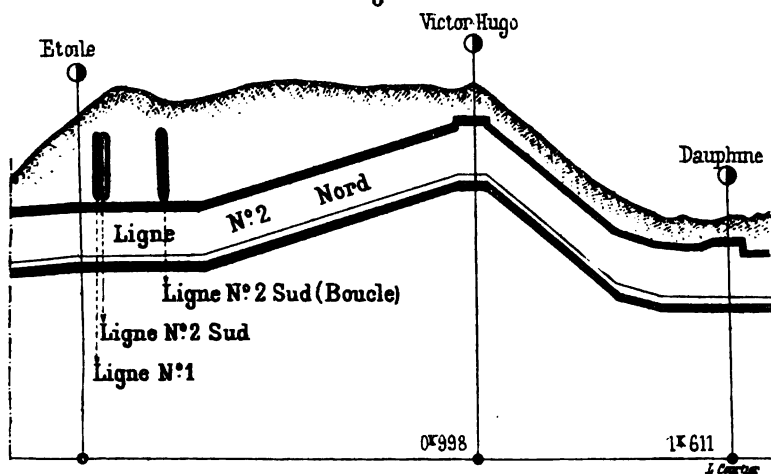 Victor Hugo
Etoile
Dauphine
Ligne N°2 Nord
Ligne N°2 Sud (Boucle)
Ligne N°2 Sud
Ligne N°1
0ᴷ998
1ᴷ611